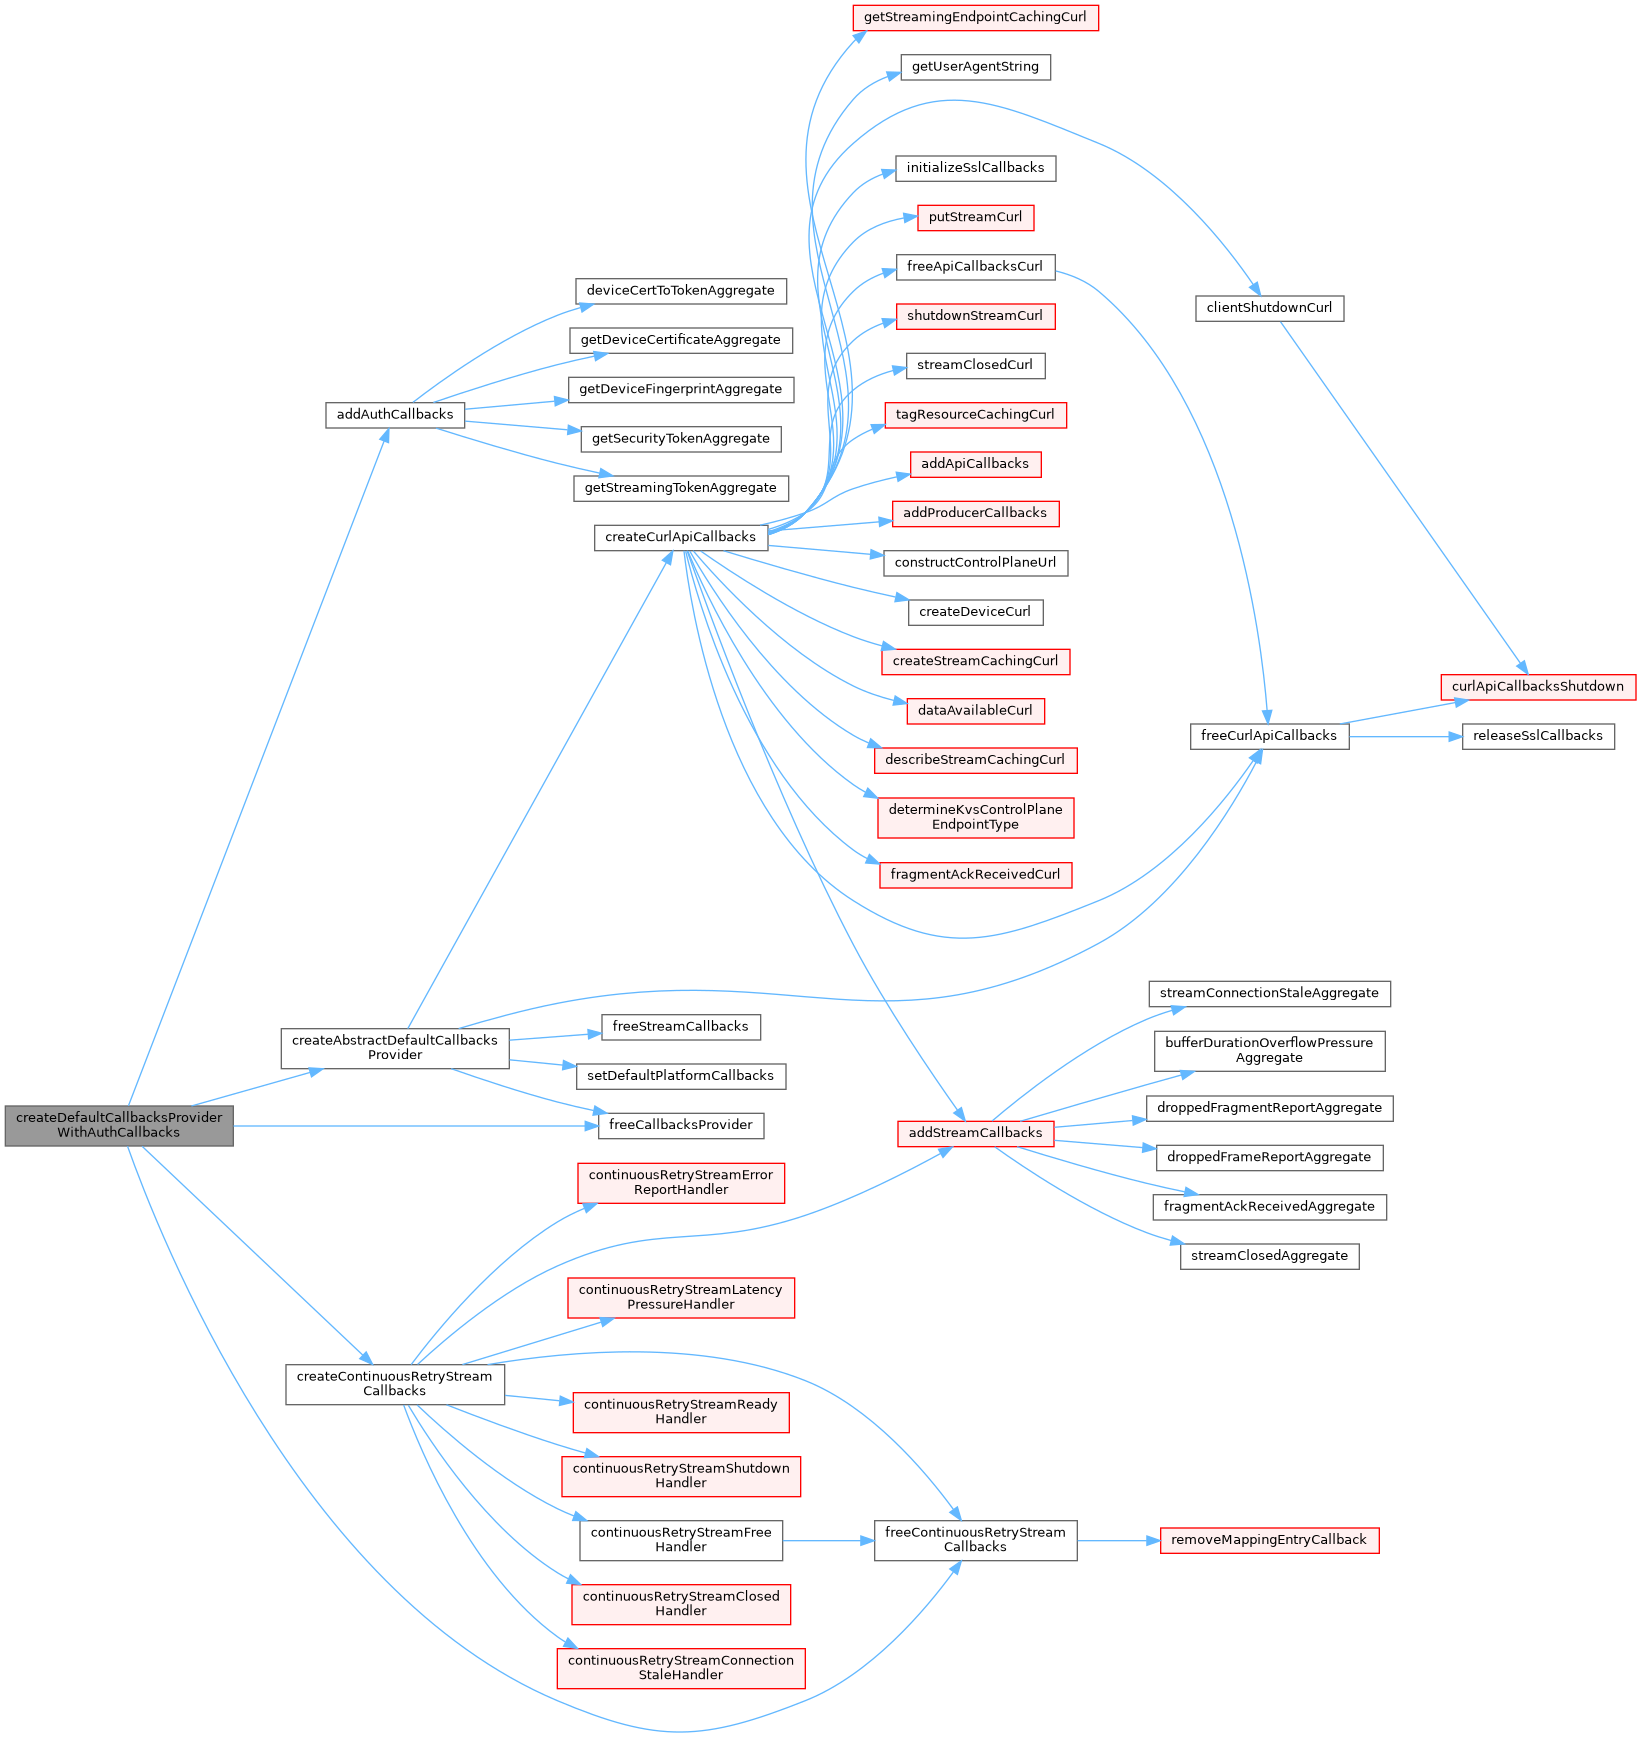 getStreamingEndpointCachingCurl
getUserAgentString
initializeSslCallbacks
putStreamCurl
freeApiCallbacksCurl
deviceCertToTokenAggregate
shutdownStreamCurl
clientShutdownCurl
getDeviceCertificateAggregate
streamClosedCurl
getDeviceFingerprintAggregate
addAuthCallbacks
tagResourceCachingCurl
getSecurityTokenAggregate
addApiCallbacks
getStreamingTokenAggregate
addProducerCallbacks
createCurlApiCallbacks
constructControlPlaneUrl
createDeviceCurl
createStreamCachingCurl
curlApiCallbacksShutdown
dataAvailableCurl
freeCurlApiCallbacks
releaseSslCallbacks
describeStreamCachingCurl
determineKvsControlPlane
EndpointType
fragmentAckReceivedCurl
streamConnectionStaleAggregate
freeStreamCallbacks
createAbstractDefaultCallbacks
Provider
bufferDurationOverflowPressure
Aggregate
setDefaultPlatformCallbacks
droppedFragmentReportAggregate
createDefaultCallbacksProvider
WithAuthCallbacks
freeCallbacksProvider
addStreamCallbacks
droppedFrameReportAggregate
continuousRetryStreamError
ReportHandler
fragmentAckReceivedAggregate
streamClosedAggregate
continuousRetryStreamLatency
PressureHandler
createContinuousRetryStream
Callbacks
continuousRetryStreamReady
Handler
continuousRetryStreamShutdown
Handler
continuousRetryStreamFree
Handler
freeContinuousRetryStream
Callbacks
removeMappingEntryCallback
continuousRetryStreamClosed
Handler
continuousRetryStreamConnection
StaleHandler